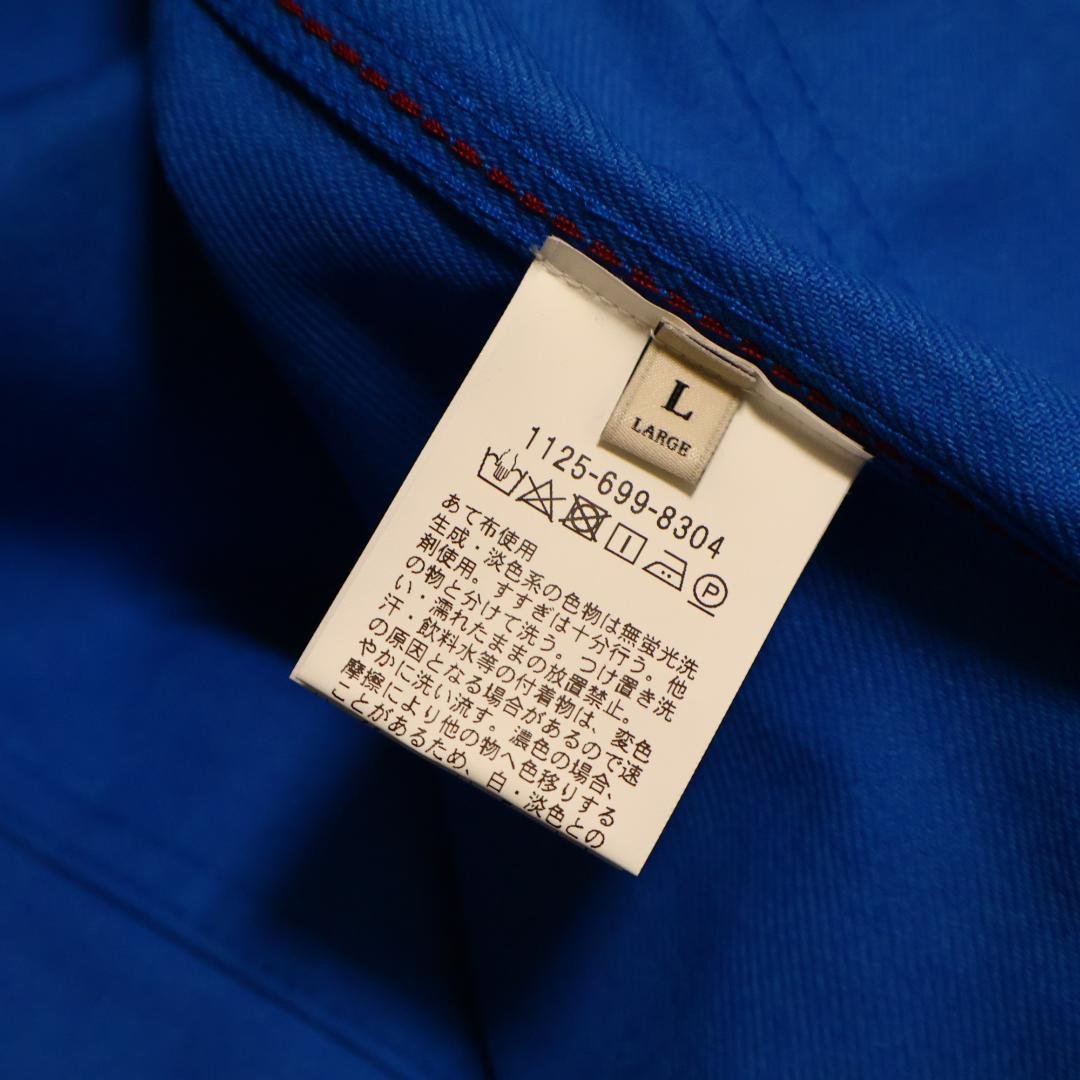 L
LARGE
1125-699-8304
P
あて布使用
生成・淡色系の色物は無蛍光洗
剤使用。すすぎは十分行う。他
の物と分けて洗う。つけ置き洗
い・濡れたままの放置禁止。
汗・飲料水等の付着物は、変色
の原因となる場合があるので速
やかに洗い流す。濃色の場合、
摩擦により他の物へ色移りする
ことがあるため、白・淡色との